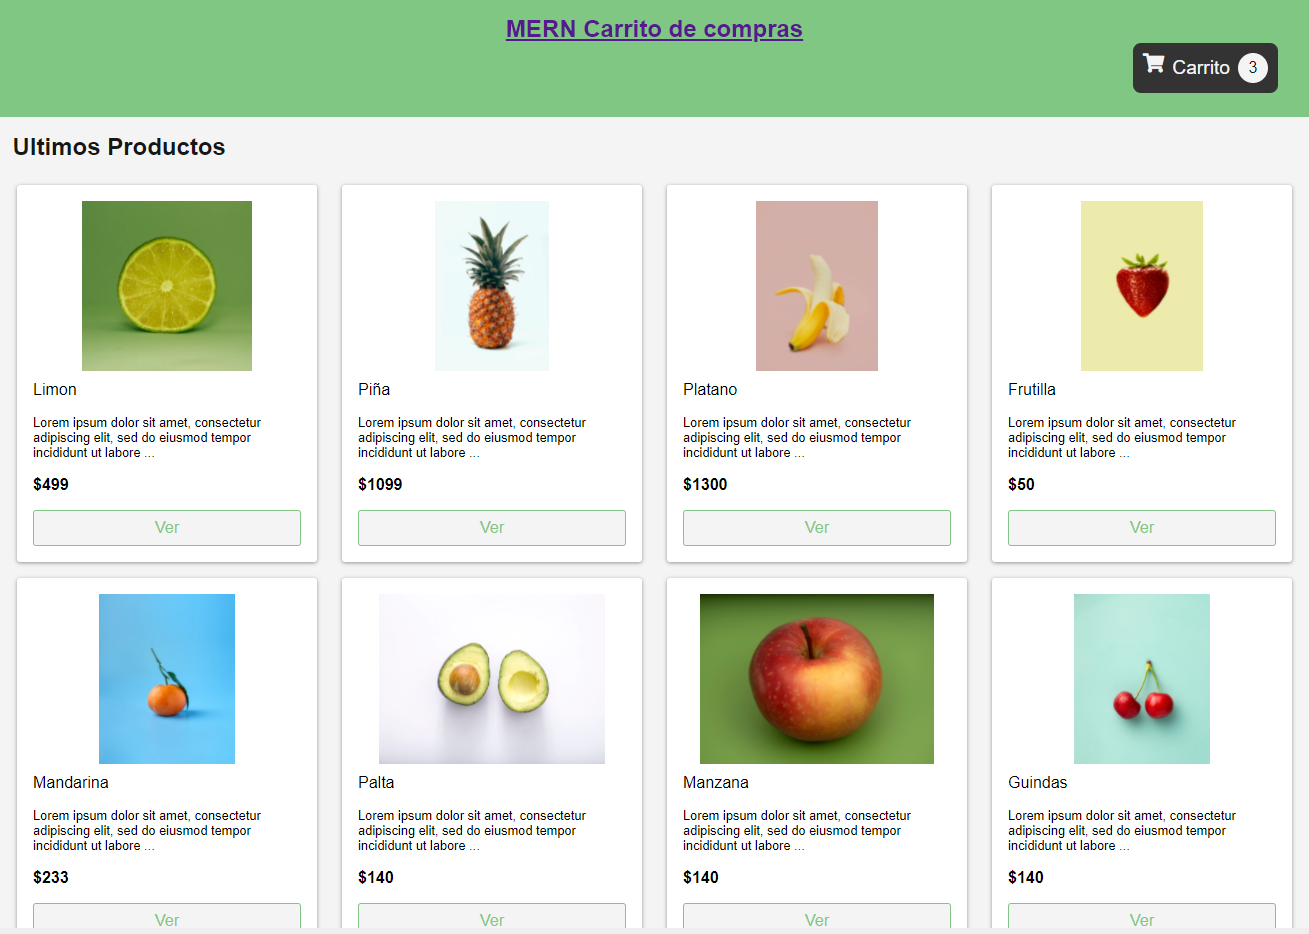 MERN Carrito de compras
Carrito 3
Ultimos Productos
Limon
Lorem ipsum dolor sit amet, consectetur
adipiscing elit, sed do eiusmod tempor
incididunt ut labore ...
$499
Ver
Piña
Lorem ipsum dolor sit amet, consectetur
adipiscing elit, sed do eiusmod tempor
incididunt ut labore ...
$1099
Ver
Platano
Lorem ipsum dolor sit amet, consectetur
adipiscing elit, sed do eiusmod tempor
incididunt ut labore ...
$1300
Ver
Frutilla
Lorem ipsum dolor sit amet, consectetur
adipiscing elit, sed do eiusmod tempor
incididunt ut labore ...
$50
Ver
Mandarina
Lorem ipsum dolor sit amet, consectetur
adipiscing elit, sed do eiusmod tempor
incididunt ut labore ...
$233
Ver
Palta
Lorem ipsum dolor sit amet, consectetur
adipiscing elit, sed do eiusmod tempor
incididunt ut labore ...
$140
Ver
Manzana
Lorem ipsum dolor sit amet, consectetur
adipiscing elit, sed do eiusmod tempor
incididunt ut labore ...
$140
Ver
Guindas
Lorem ipsum dolor sit amet, consectetur
adipiscing elit, sed do eiusmod tempor
incididunt ut labore ...
$140
Ver